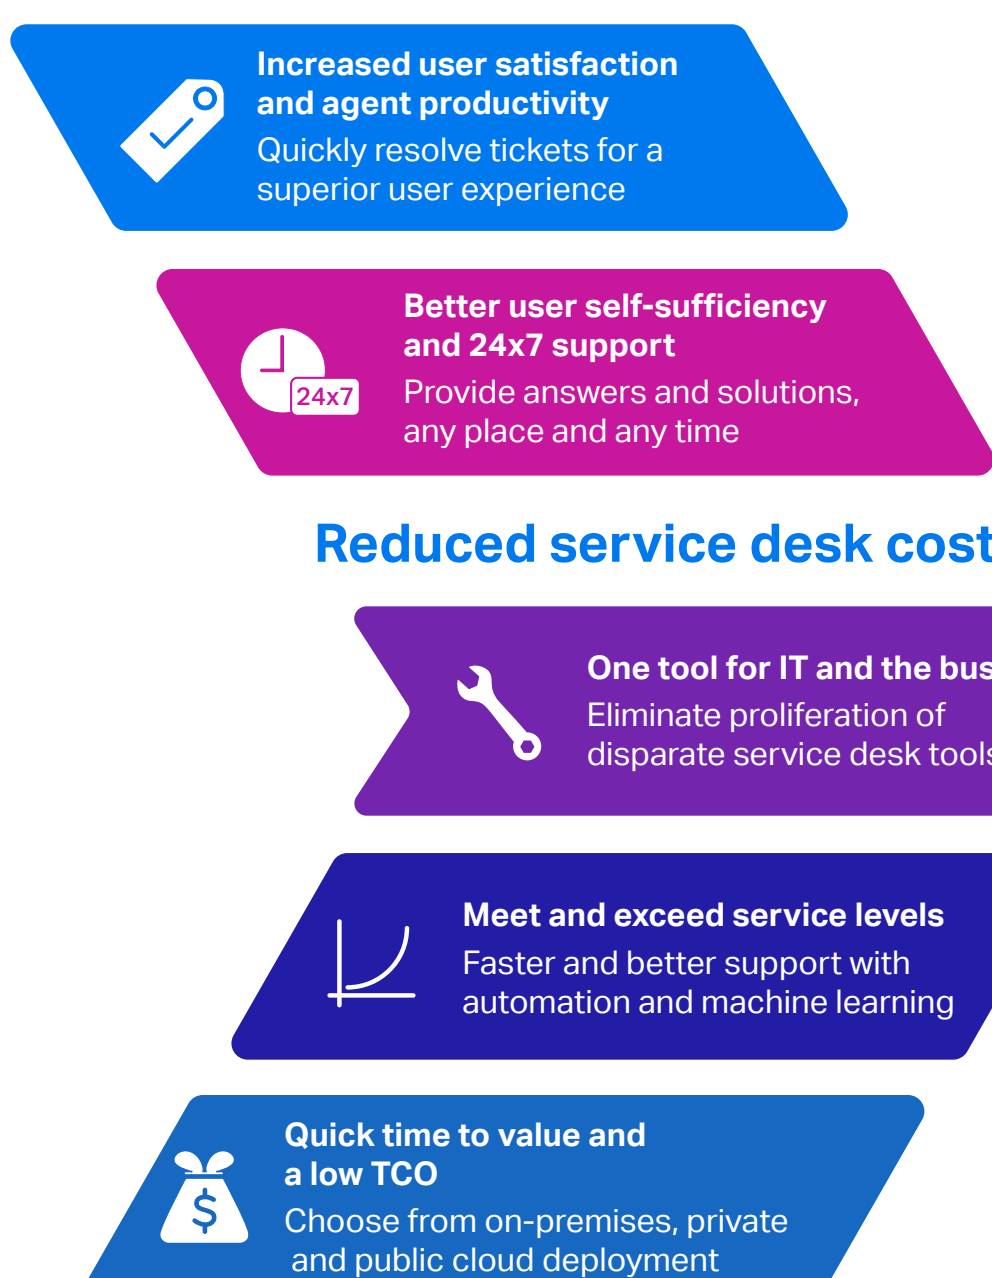 Increased user satisfaction
and agent productivity
Quickly resolve tickets for a
superior user experience
24x7
Better user self-sufficiency
and 24x7 support
Provide answers and solutions,
any place and any time
Reduced service desk cost
One tool for IT and the bus
Eliminate proliferation of
disparate service desk tools
Meet and exceed service levels
Faster and better support with
automation and machine learning
$
Quick time to value and
a low TCO
Choose from on-premises, private
and public cloud deployment